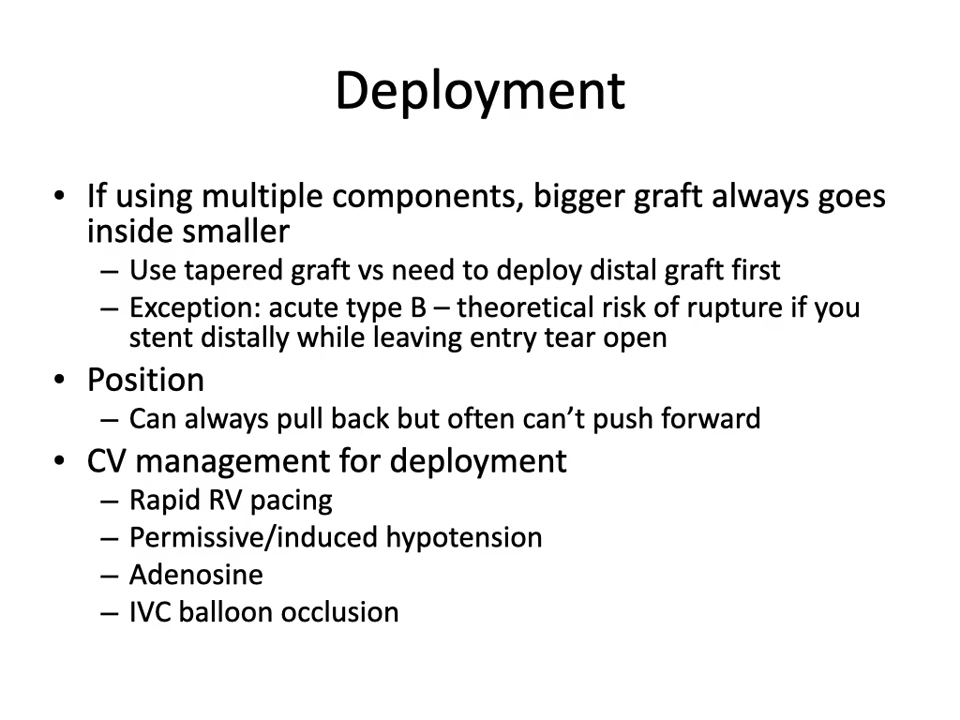 Deployment
• If using multiple components, bigger graft always goes
inside smaller
– Use tapered graft vs need to deploy distal graft first
– Exception: acute type B – theoretical risk of rupture if you
stent distally while leaving entry tear open
• Position
– Can always pull back but often can’t push forward
• CV management for deployment
– Rapid RV pacing
– Permissive/induced hypotension
– Adenosine
– IVC balloon occlusion